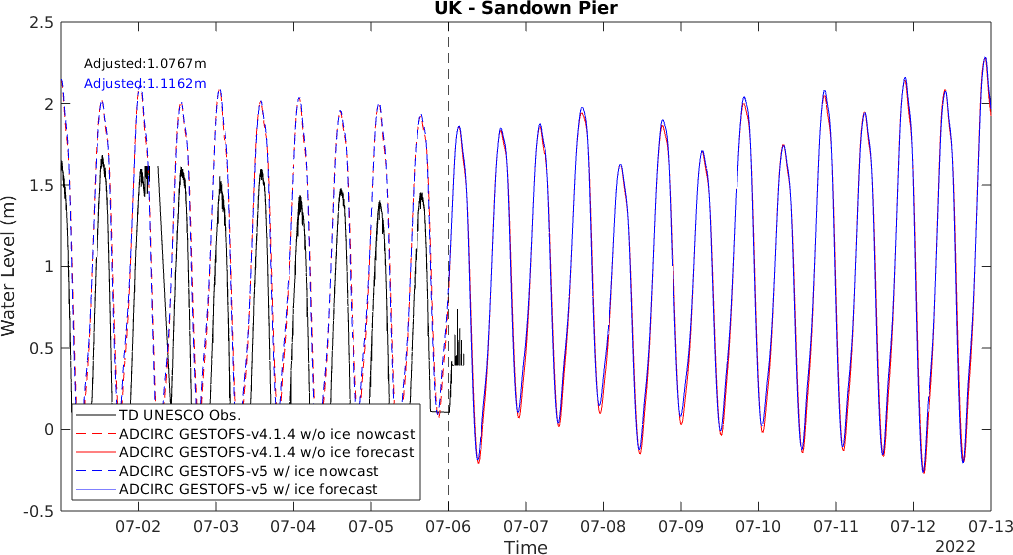 UK - Sandown Pier
2.5
2
1.5
1
0.5
0
-0.5
Water Level (m)
Adjusted:1.0767m
Adjusted:1.1162m
TD UNESCO Obs.
ADCIRC GESTOFS-v4.1.4 w/o ice nowcast
ADCIRC GESTOFS-v4.1.4 w/o ice forecast
ADCIRC GESTOFS-v5 w/ ice nowcast
ADCIRC GESTOFS-v5 w/ ice forecast
07-02 07-03 07-04 07-05 07-06 07-07 07-08 07-09 07-10 07-11 07-12 07-13
Time
2022